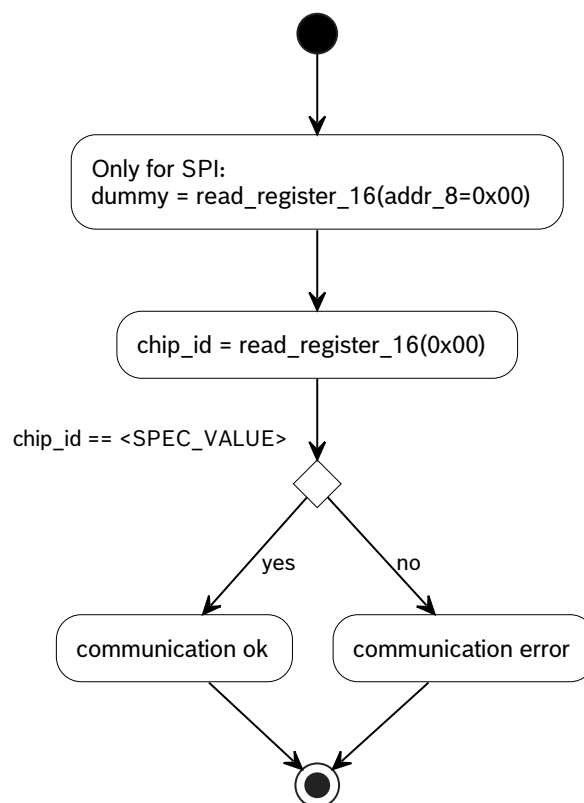 Only for SPI:
dummy = read_register_16(addr_8=0x00)
chip_id = read_register_16(0x00)
chip_id == <SPEC_VALUE>
yes
no
communication ok
communication error